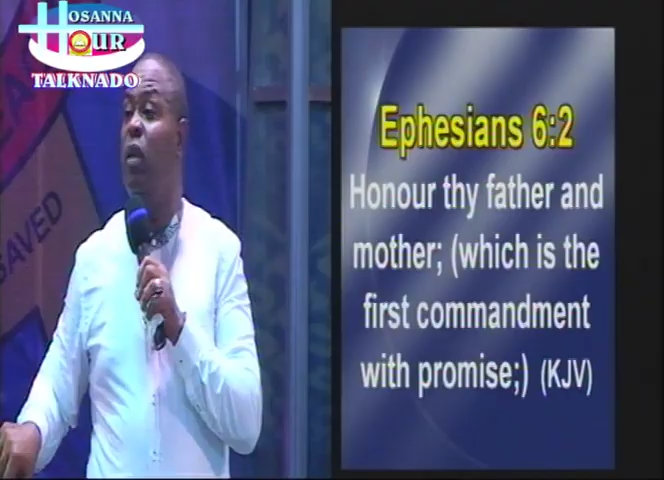 HOSANNA
HOUR
TALKNADO
SAVED
Ephesians 6:2
Honour thy father and
mother; (which is the
first commandment
with promise;) (KJV)